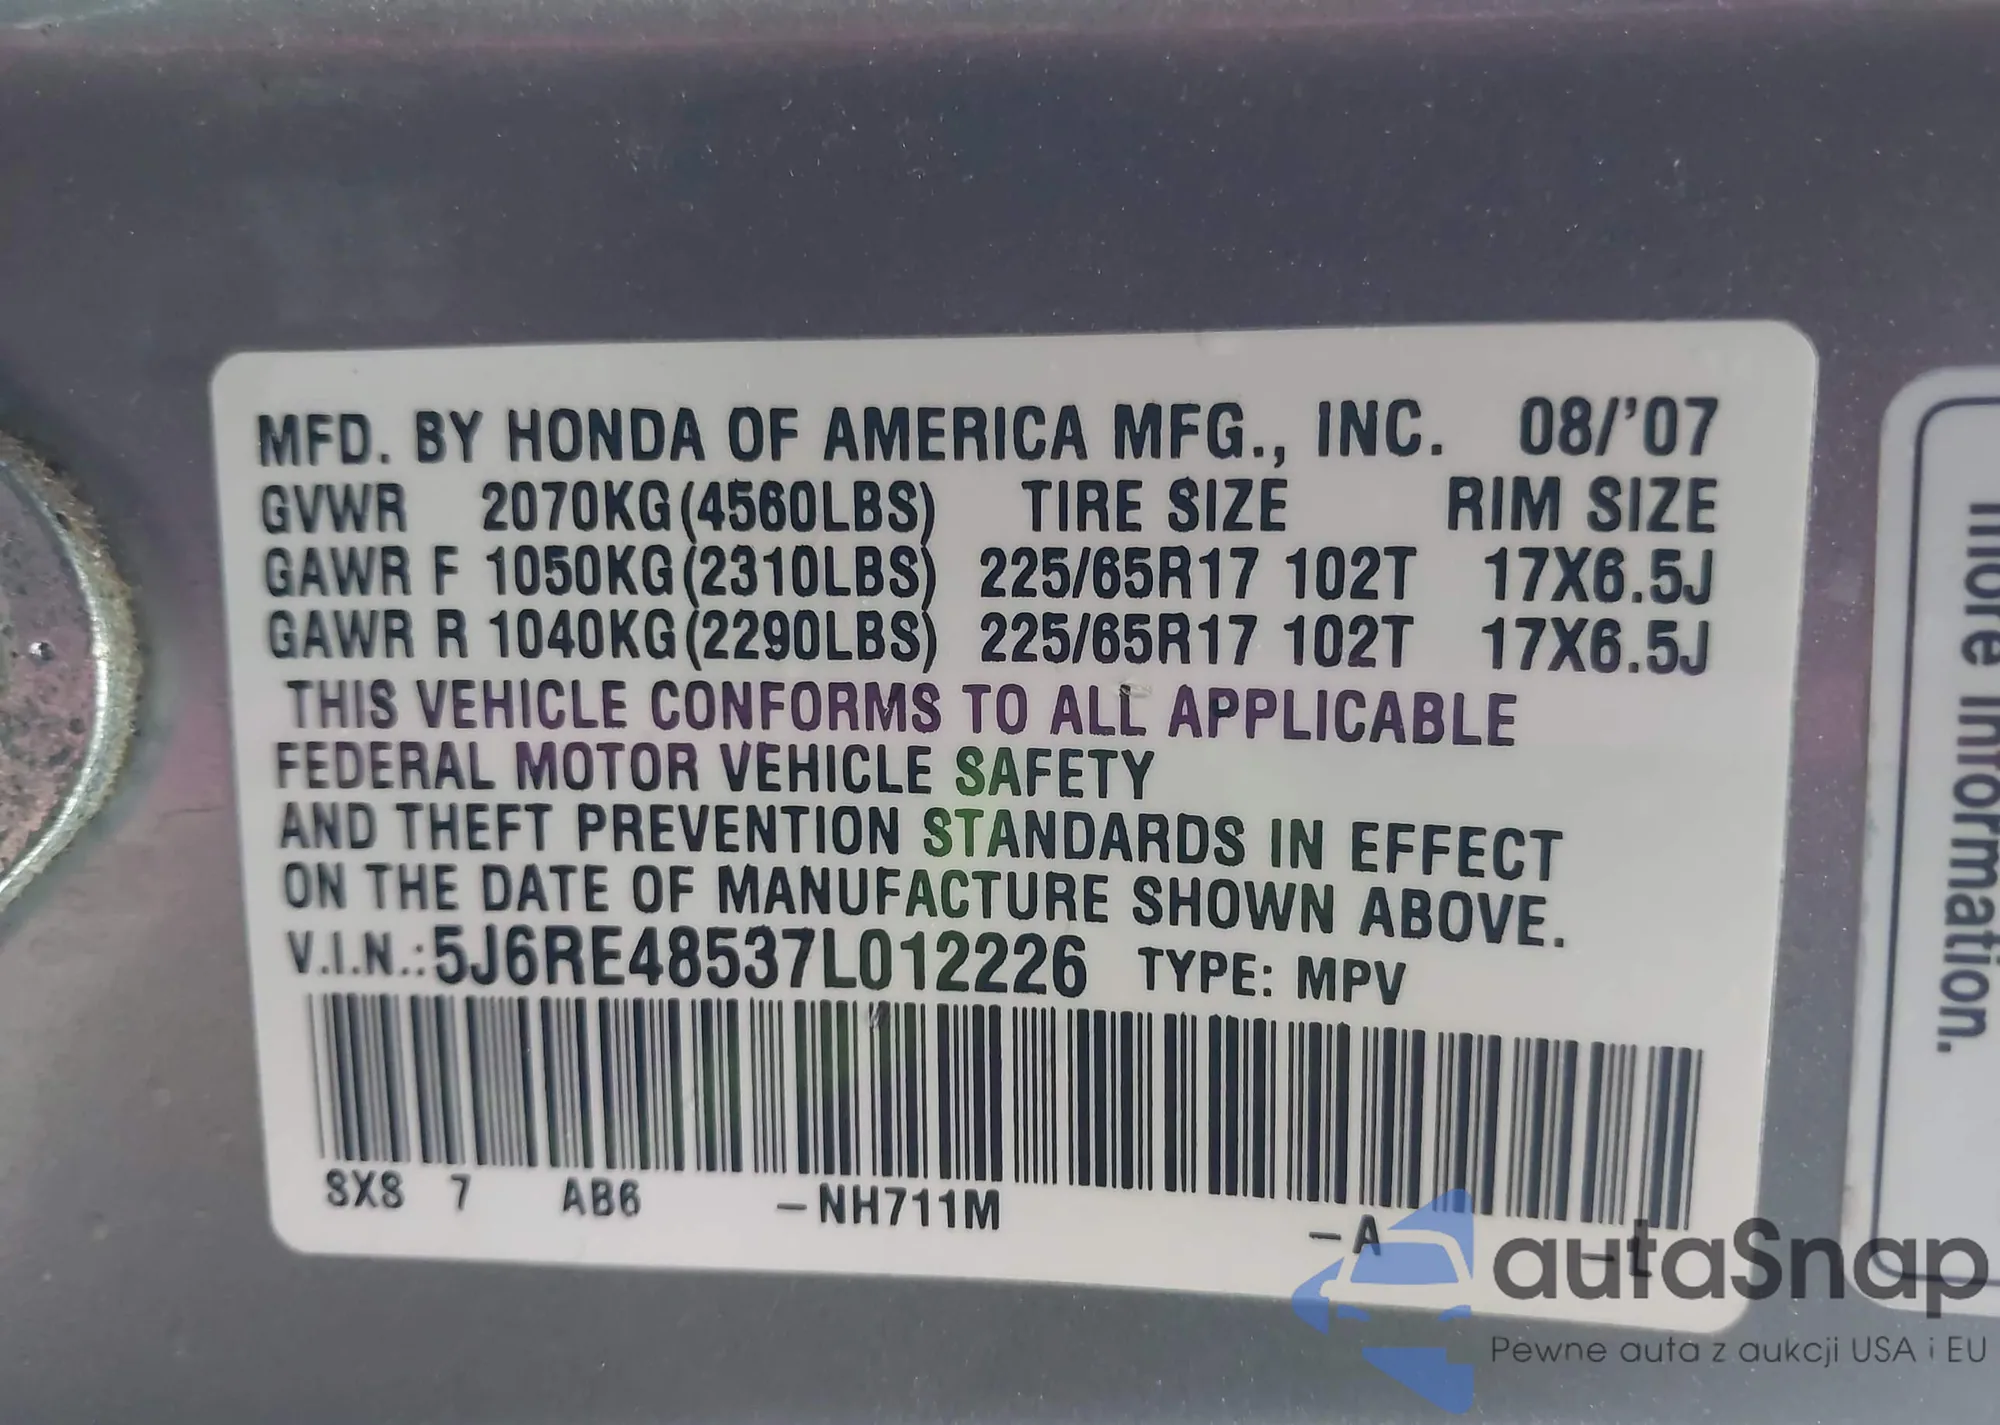 MFD. BY HONDA OF AMERICA MFG., INC. 08/'07
GVWR 2070KG(4560LBS) TIRE SIZE RIM SIZE
GAWR F 1050KG(2310LBS) 225/65R17 102T 17X6.5J
GAWR R 1040KG(2290LBS) 225/65R17 102T 17X6.5J
THIS VEHICLE CONFORMS TO ALL APPLICABLE
FEDERAL MOTOR VEHICLE SAFETY
AND THEFT PREVENTION STANDARDS IN EFFECT
ON THE DATE OF MANUFACTURE SHOWN ABOVE.
V.I.N.:5J6RE48537L012226 TYPE: MPV
SXS 7 AB6 -NH711M -A
more information.
autaSnap
Pewne auta z aukcji USA i EU